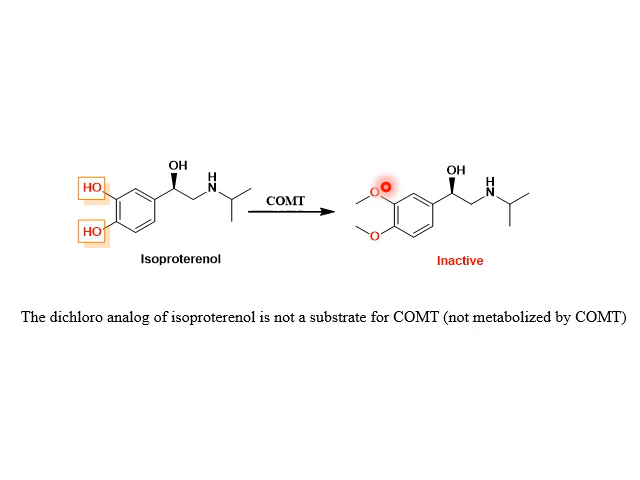 OH
HO
H
N
HO
Isoproterenol
COMT
OH
O
H
N
O
Inactive
The dichloro analog of isoproterenol is not a substrate for COMT (not metabolized by COMT)